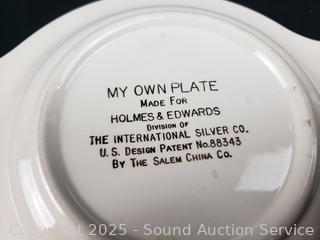 MY OWN PLATE
MADE FOR
HOLMES & EDWARDS
DIVISION OF
THE INTERNATIONAL SILVER CO.
U.S. DESIGN PATENT NO. 88343
BY THE SALEM CHINA CO.
Copyright 2025 - Sound Auction Service